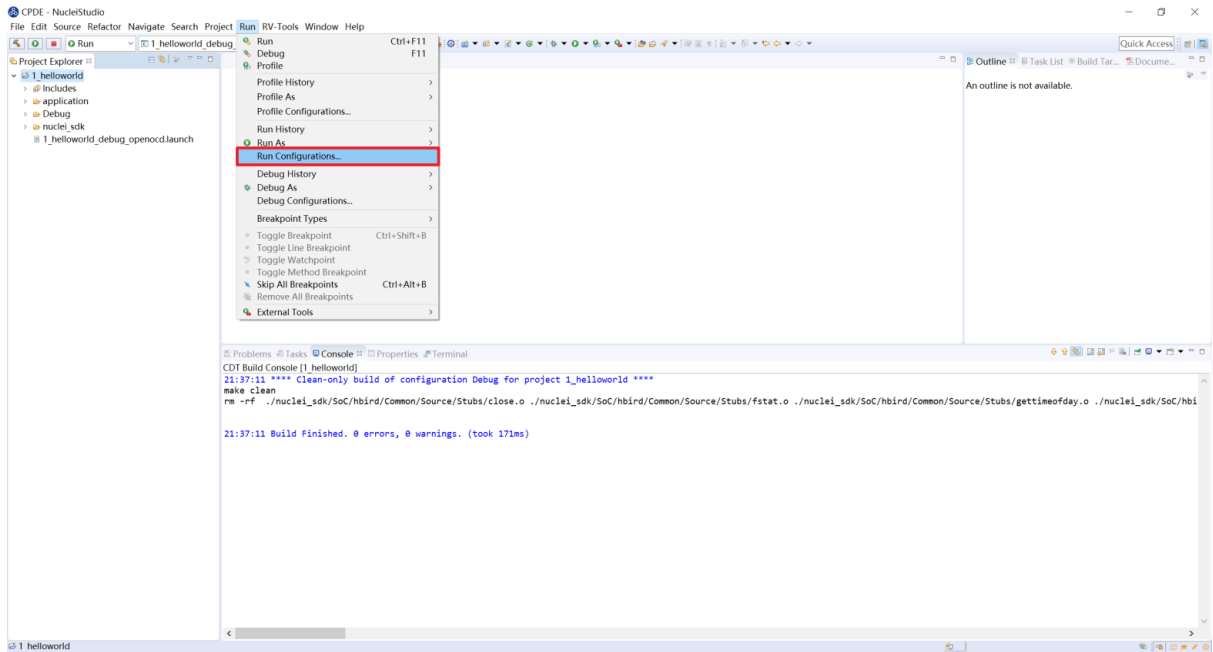 CPDE - NucleiStudio
File Edit Source Refactor Navigate Search Project Run RV-Tools Window Help
Run 1_helloworld_debug_
Quick Access
Project Explorer
1_helloworld
Includes
application
Debug
nuclei_sdk
1_helloworld_debug_openocd.launch
Run Ctrl+F11
Debug F11
Profile
Profile History
Profile As
Profile Configurations...
Run History
Run As
Run Configurations...
Debug History
Debug As
Debug Configurations...
Breakpoint Types
Toggle Breakpoint Ctrl+Shift+B
Toggle Line Breakpoint
Toggle Watchpoint
Toggle Method Breakpoint
Skip All Breakpoints Ctrl+Alt+B
Remove All Breakpoints
External Tools
Outline Task List Build Tar... Docume...
An outline is not available.
Problems Tasks Console Properties Terminal
CDT Build Console [1_helloworld]
21:37:11 **** Clean-only build of configuration Debug for project 1_helloworld ****
make clean
rm -rf ./nuclei_sdk/SoC/hbird/Common/Source/Stubs/close.o ./nuclei_sdk/SoC/hbird/Common/Source/Stubs/fstat.o ./nuclei_sdk/SoC/hbird/Common/Source/Stubs/gettimeofday.o ./nuclei_sdk/SoC/hbi
21:37:11 Build Finished. 0 errors, 0 warnings. (took 171ms)
1_helloworld